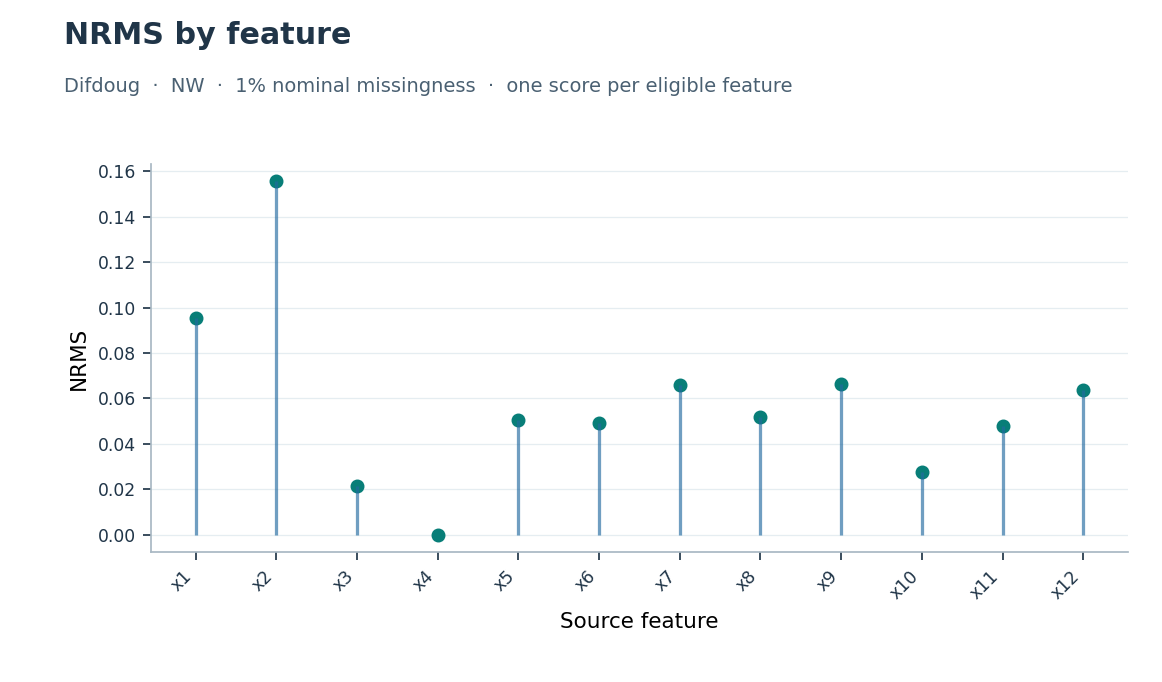 NRMS by feature
Difdoug · NW · 1% nominal missingness · one score per eligible feature
0.16
0.14
0.12
0.10
0.08
0.06
0.04
0.02
0.00
NRMS
x1 x2 x3 x4 x5 x6 x7 x8 x9 x10 x11 x12
Source feature